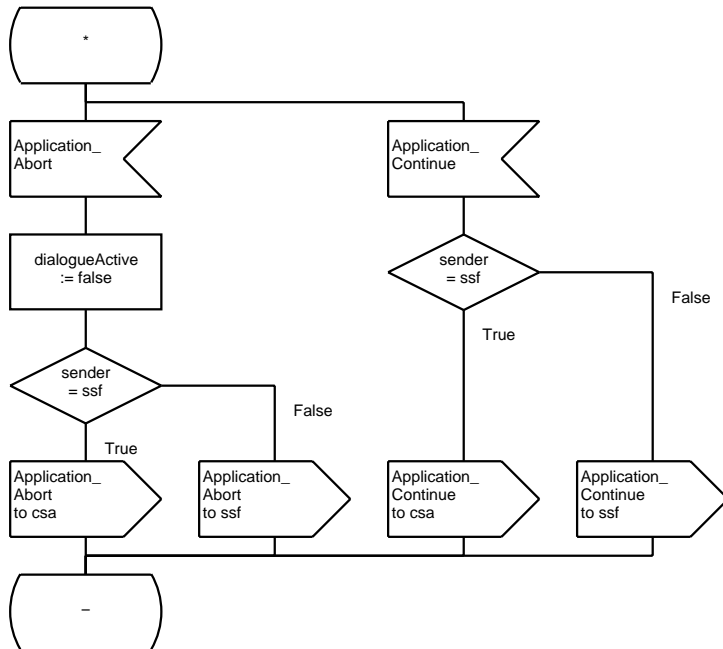 *
Application_
Abort
Application_
Continue
dialogueActive
:= false
sender
= ssf
False
True
sender
= ssf
False
True
Application_
Abort
to csa
Application_
Abort
to ssf
Application_
Continue
to csa
Application_
Continue
to ssf
–